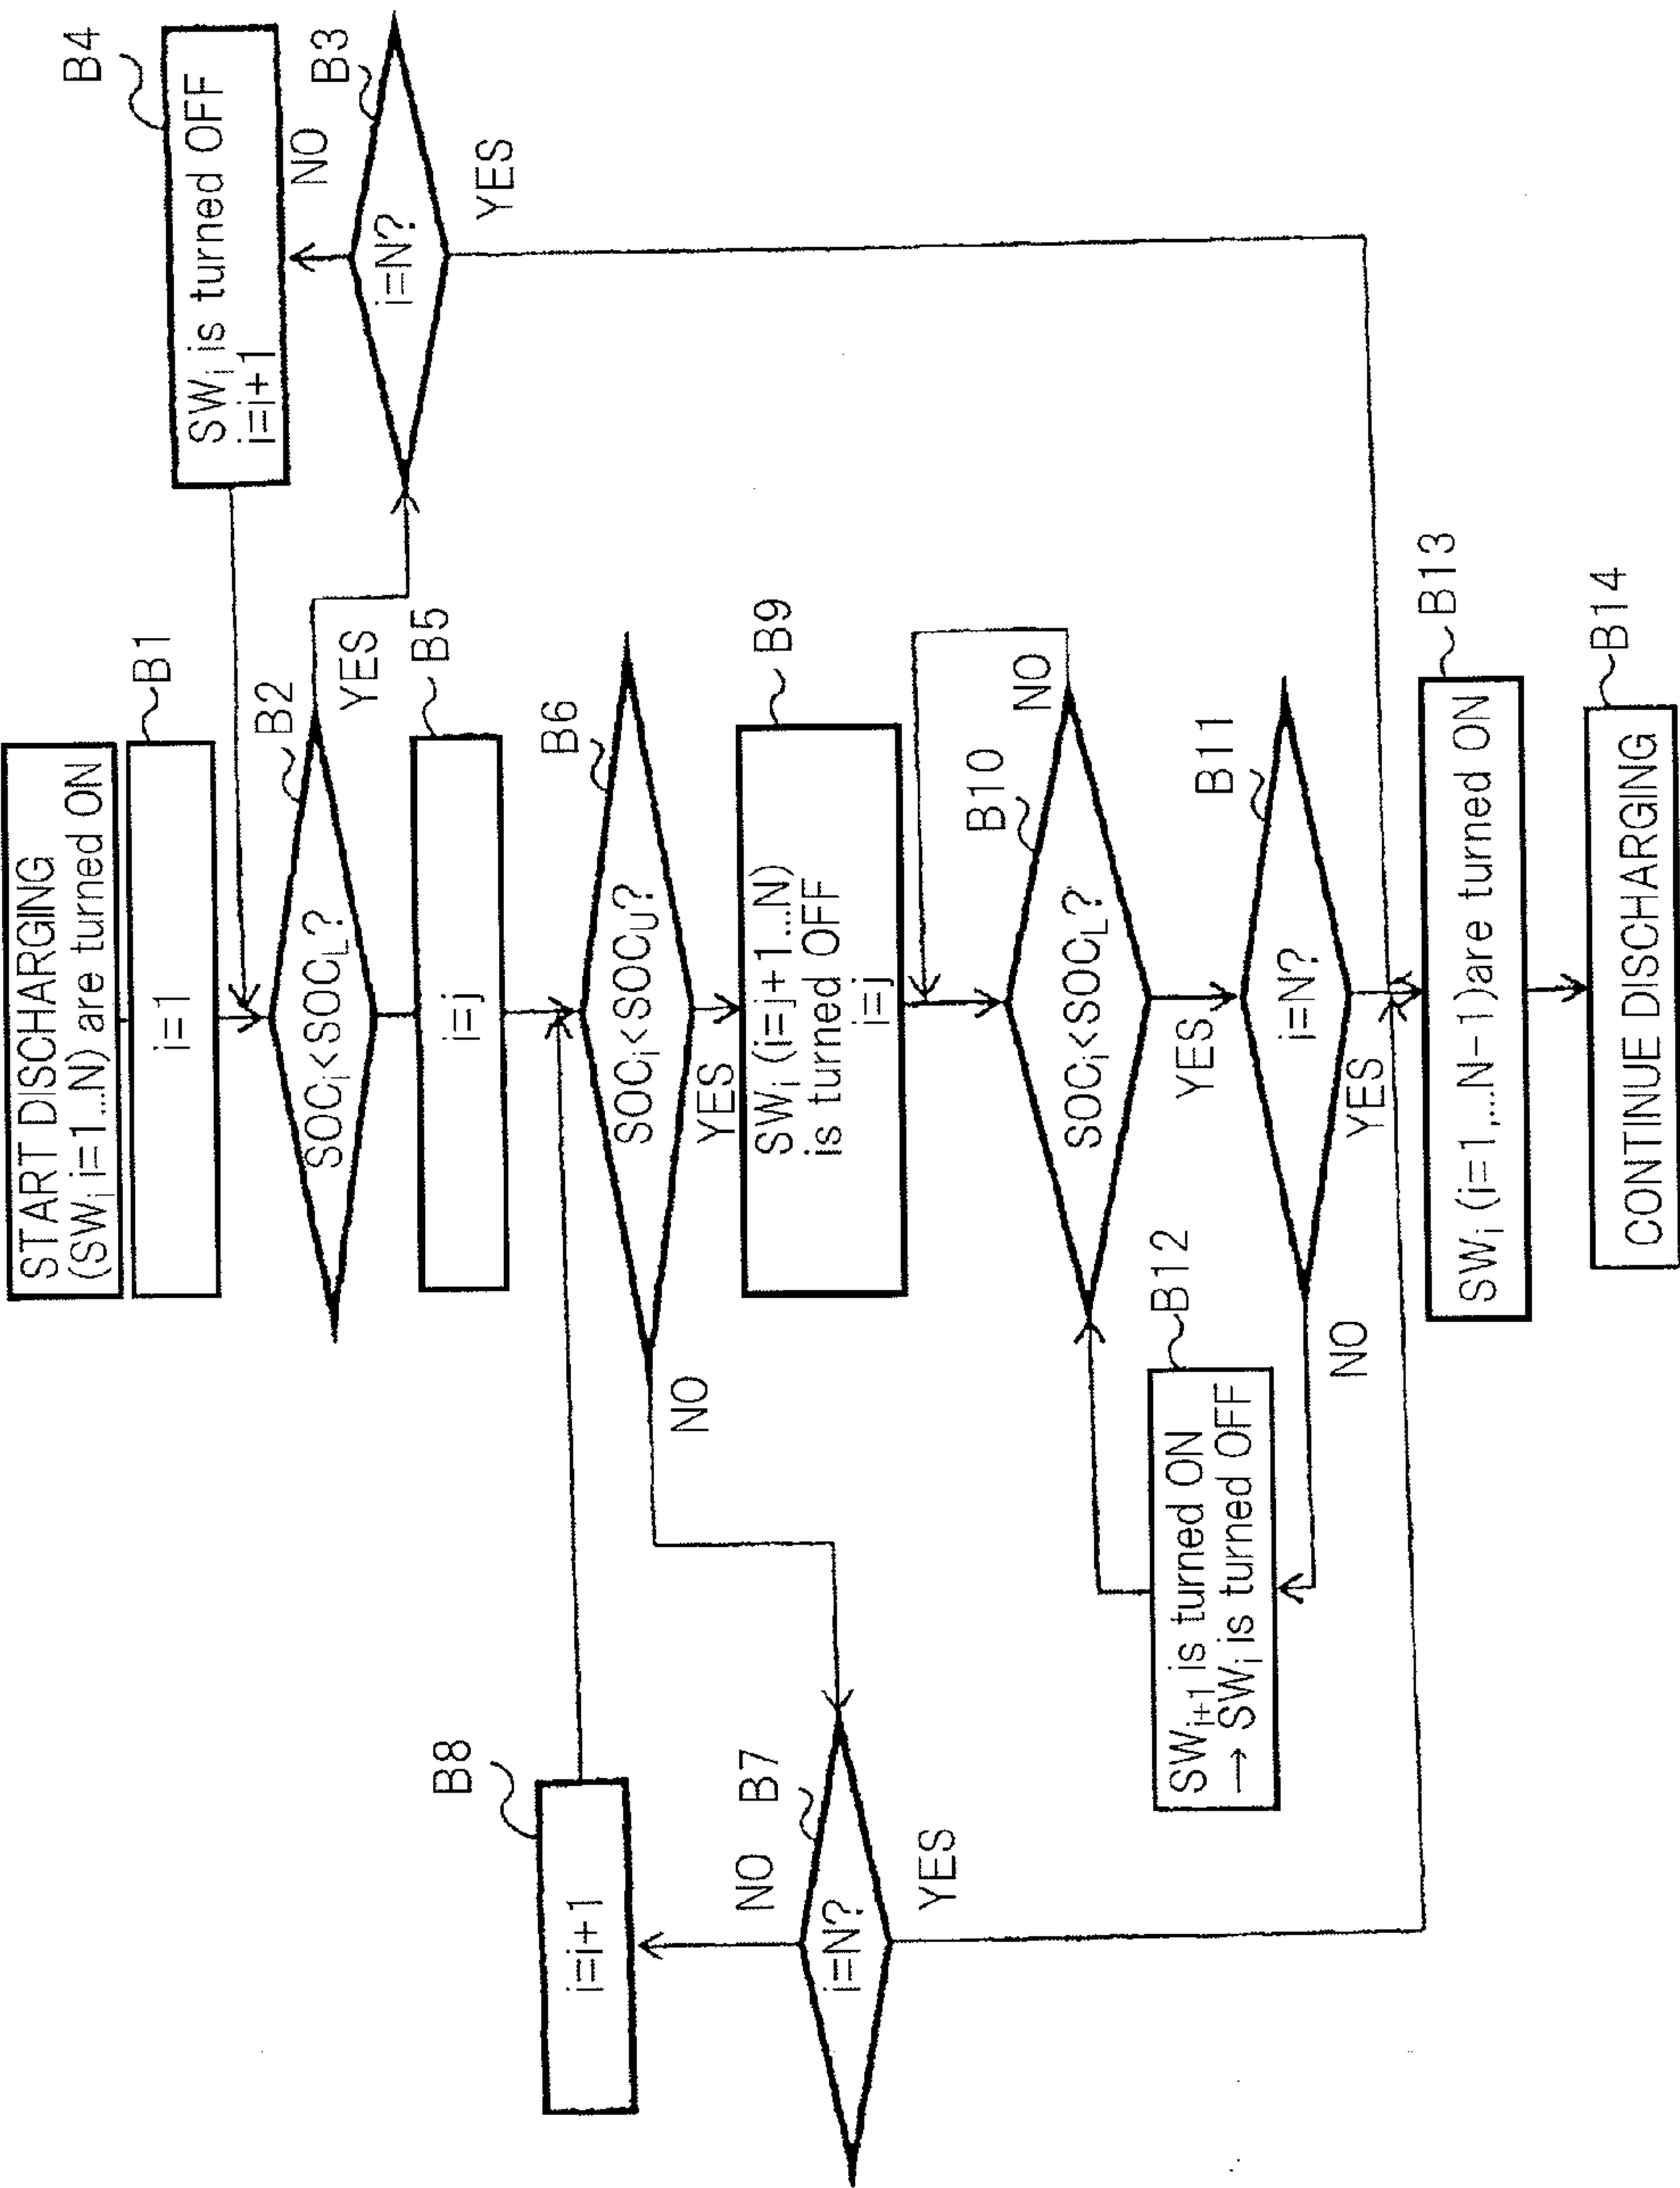 START DISCHARGING
(SWi i=1...N) are turned ON
i=1
B1
SOCi<SOCL?
B2
YES
i=N?
B3
NO
YES
SWi is turned OFF
i=i+1
B4
i=j
B5
SOCi<SOCU?
B6
NO
YES
i=N?
B7
NO
YES
i=i+1
B8
SWi (i=j+1...N)
is turned OFF
i=j
B9
SOCi<SOCL?
B10
NO
YES
i=N?
B11
NO
YES
SWi+1 is turned ON
→ SWi is turned OFF
B12
SWi (i=1,...N-1)are turned ON
B13
CONTINUE DISCHARGING
B14